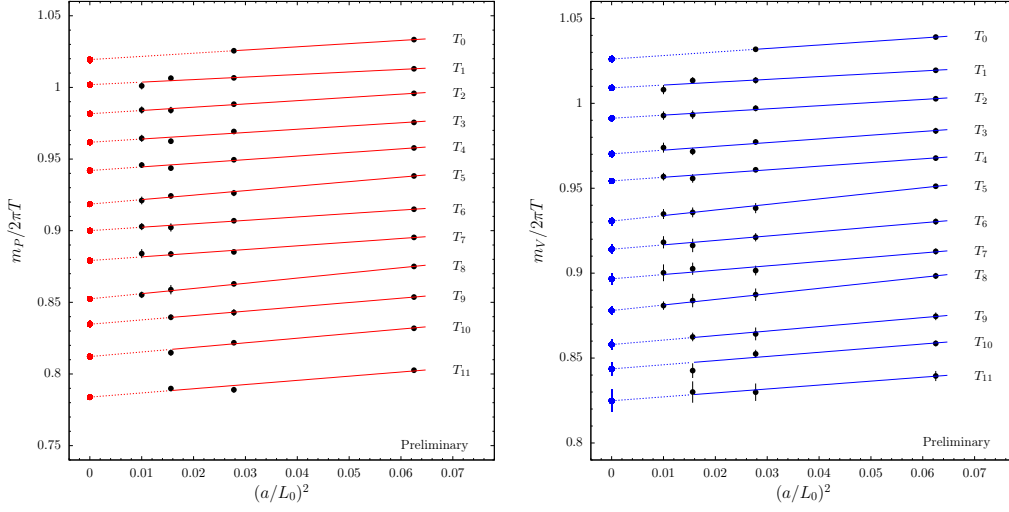 1.05
1
0.95
0.9
0.85
0.8
0.75
m_P/2πT
T_0
T_1
T_2
T_3
T_4
T_5
T_6
T_7
T_8
T_9
T_10
T_11
Preliminary
0 0.01 0.02 0.03 0.04 0.05 0.06 0.07
(a/L_0)^2
1.05
1
0.95
0.9
0.85
0.8
m_V/2πT
T_0
T_1
T_2
T_3
T_4
T_5
T_6
T_7
T_8
T_9
T_10
T_11
Preliminary
0 0.01 0.02 0.03 0.04 0.05 0.06 0.07
(a/L_0)^2